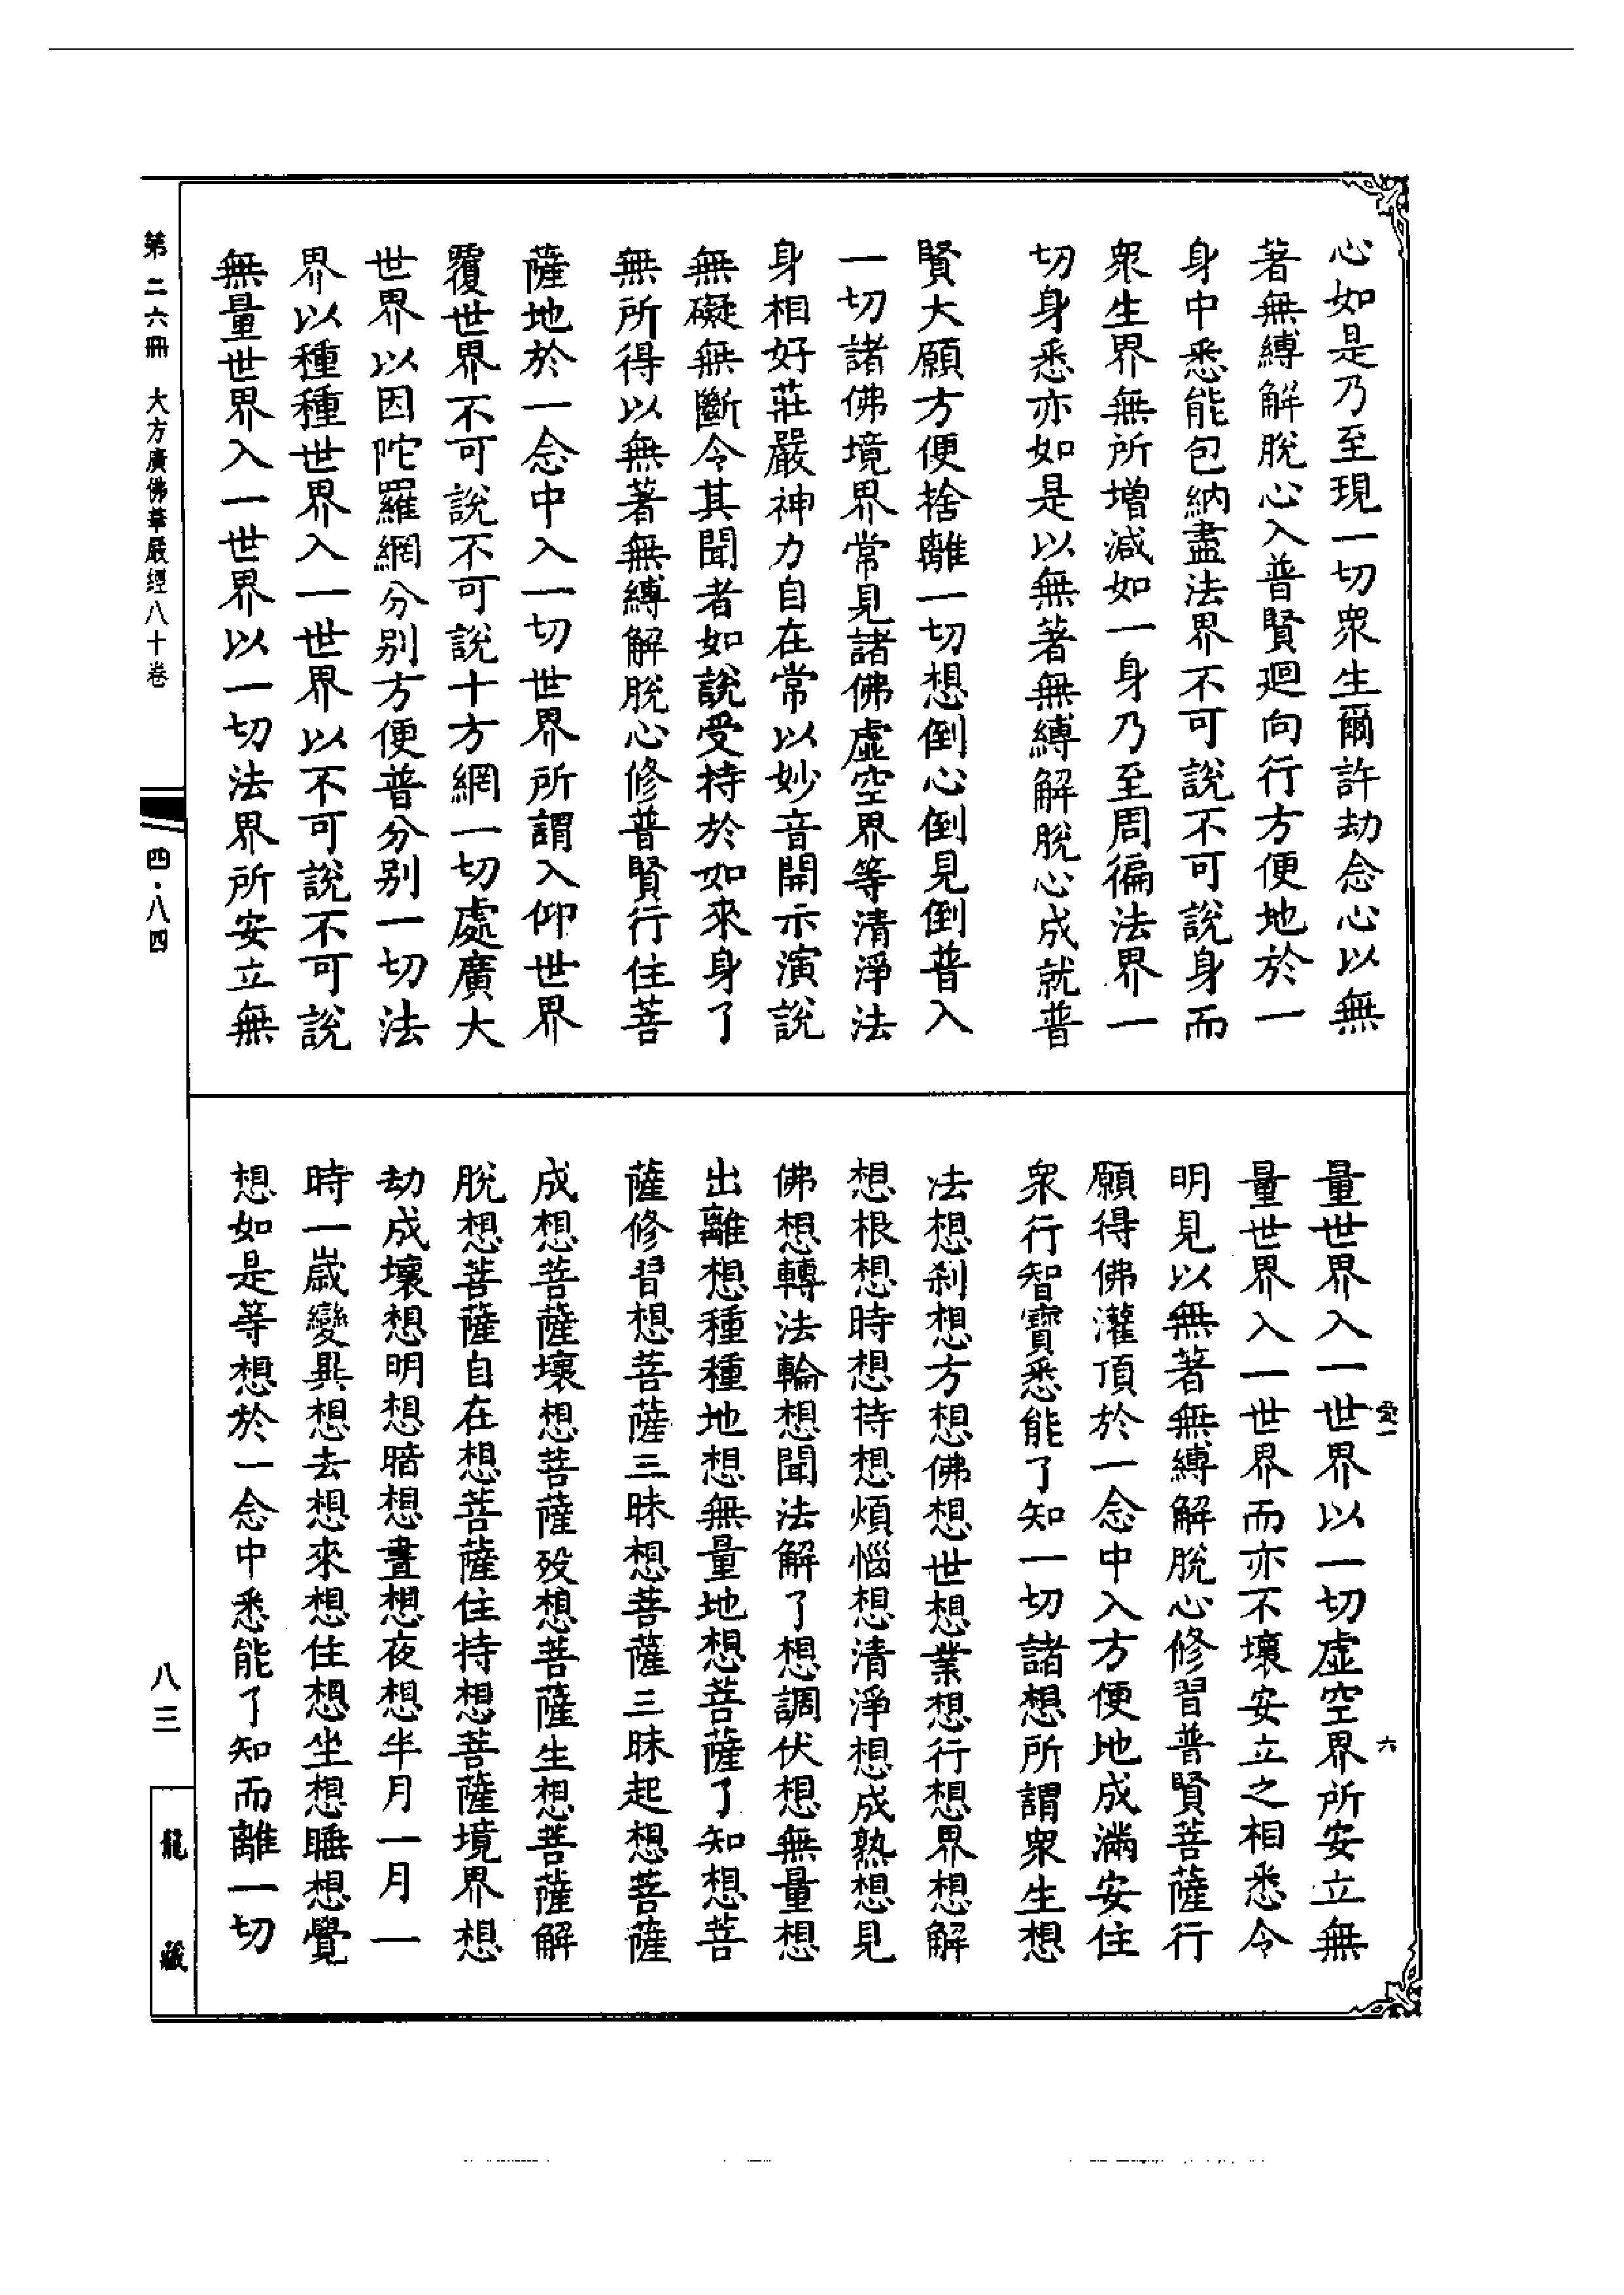 心如是乃至現一切衆生爾許劫念心以無
著無縛解脫心入普賢廻向行方便地於一
身中悉能包納盡法界不可說不可說身而
衆生界無所增減如一身乃至周徧法界一
切身悉亦如是以無著無縛解脫心成就普
賢大願方便捨離一切想倒心倒見倒普入
一切諸佛境界常見諸佛虛空界等清淨法
身相好莊嚴神力自在常以妙音開示演說
無礙無斷令其聞者如說受持於如來身了
無所得以無著無縛解脫心修普賢行住菩
薩地於一念中入一切世界所謂入仰世界
覆世界不可說不可說十方網一切處廣大
世界以因陀羅網分別方便普分別一切法
界以種種世界入一世界以不可說不可說
無量世界入一世界以一切法界所安立無
量世界入一世界以一切虛空界所安立無
量世界入一世界而亦不壞安立之相悉令
明見以無著無縛解脫心修習普賢菩薩行
願得佛灌頂於一念中入方便地成滿安住
衆行智寶悉能了知一切諸想所謂衆生想
法想刹想方想佛想世想業想行想界想解
想根想時想持想煩惱想清淨想成熟想見
佛想轉法輪想聞法解了想調伏想無量想
出離想種種地想無量地想菩薩了知想菩
薩修習想菩薩三昧想菩薩三昧起想菩薩
成想菩薩壞想菩薩歿想菩薩生想菩薩解
脫想菩薩自在想菩薩住持想菩薩境界想
劫成壞想明想暗想晝想夜想半月一月一
時一歲變異想去想來想住想坐想睡想覺
想如是等想於一念中悉能了知而離一切
六
第二六冊 大方廣佛華嚴經八十卷
四·八四
八三
龍藏